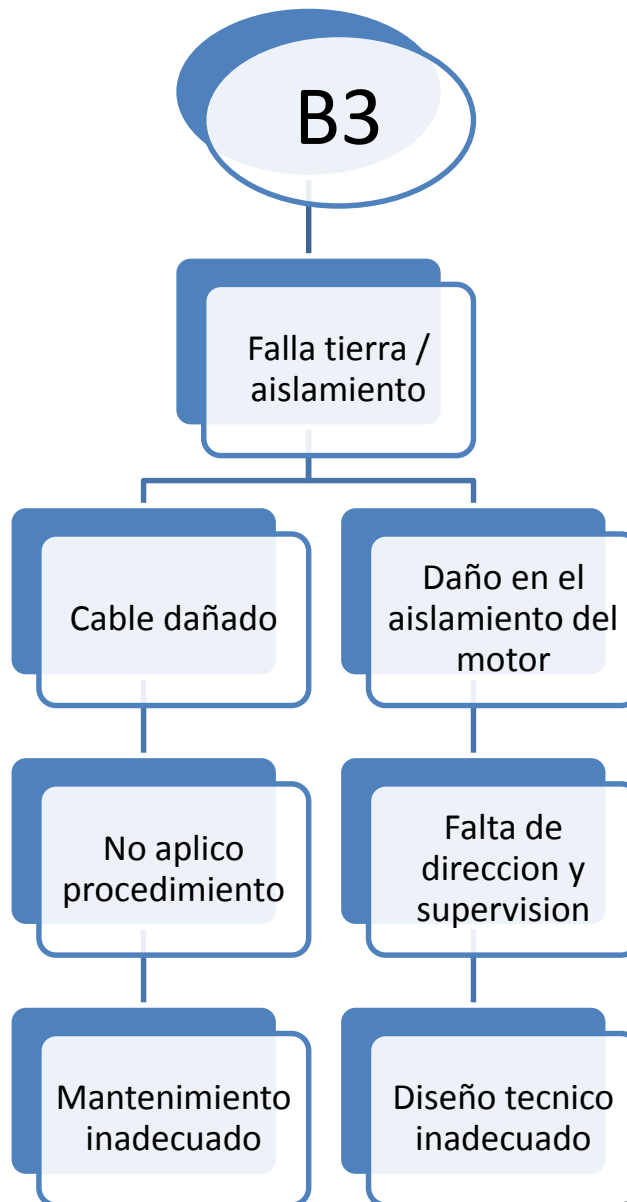 B3
Falla tierra /
aislamiento
Cable dañado
Daño en el
aislamiento del
motor
No aplico
procedimiento
Falta de
direccion y
supervision
Mantenimiento
inadecuado
Diseño tecnico
inadecuado